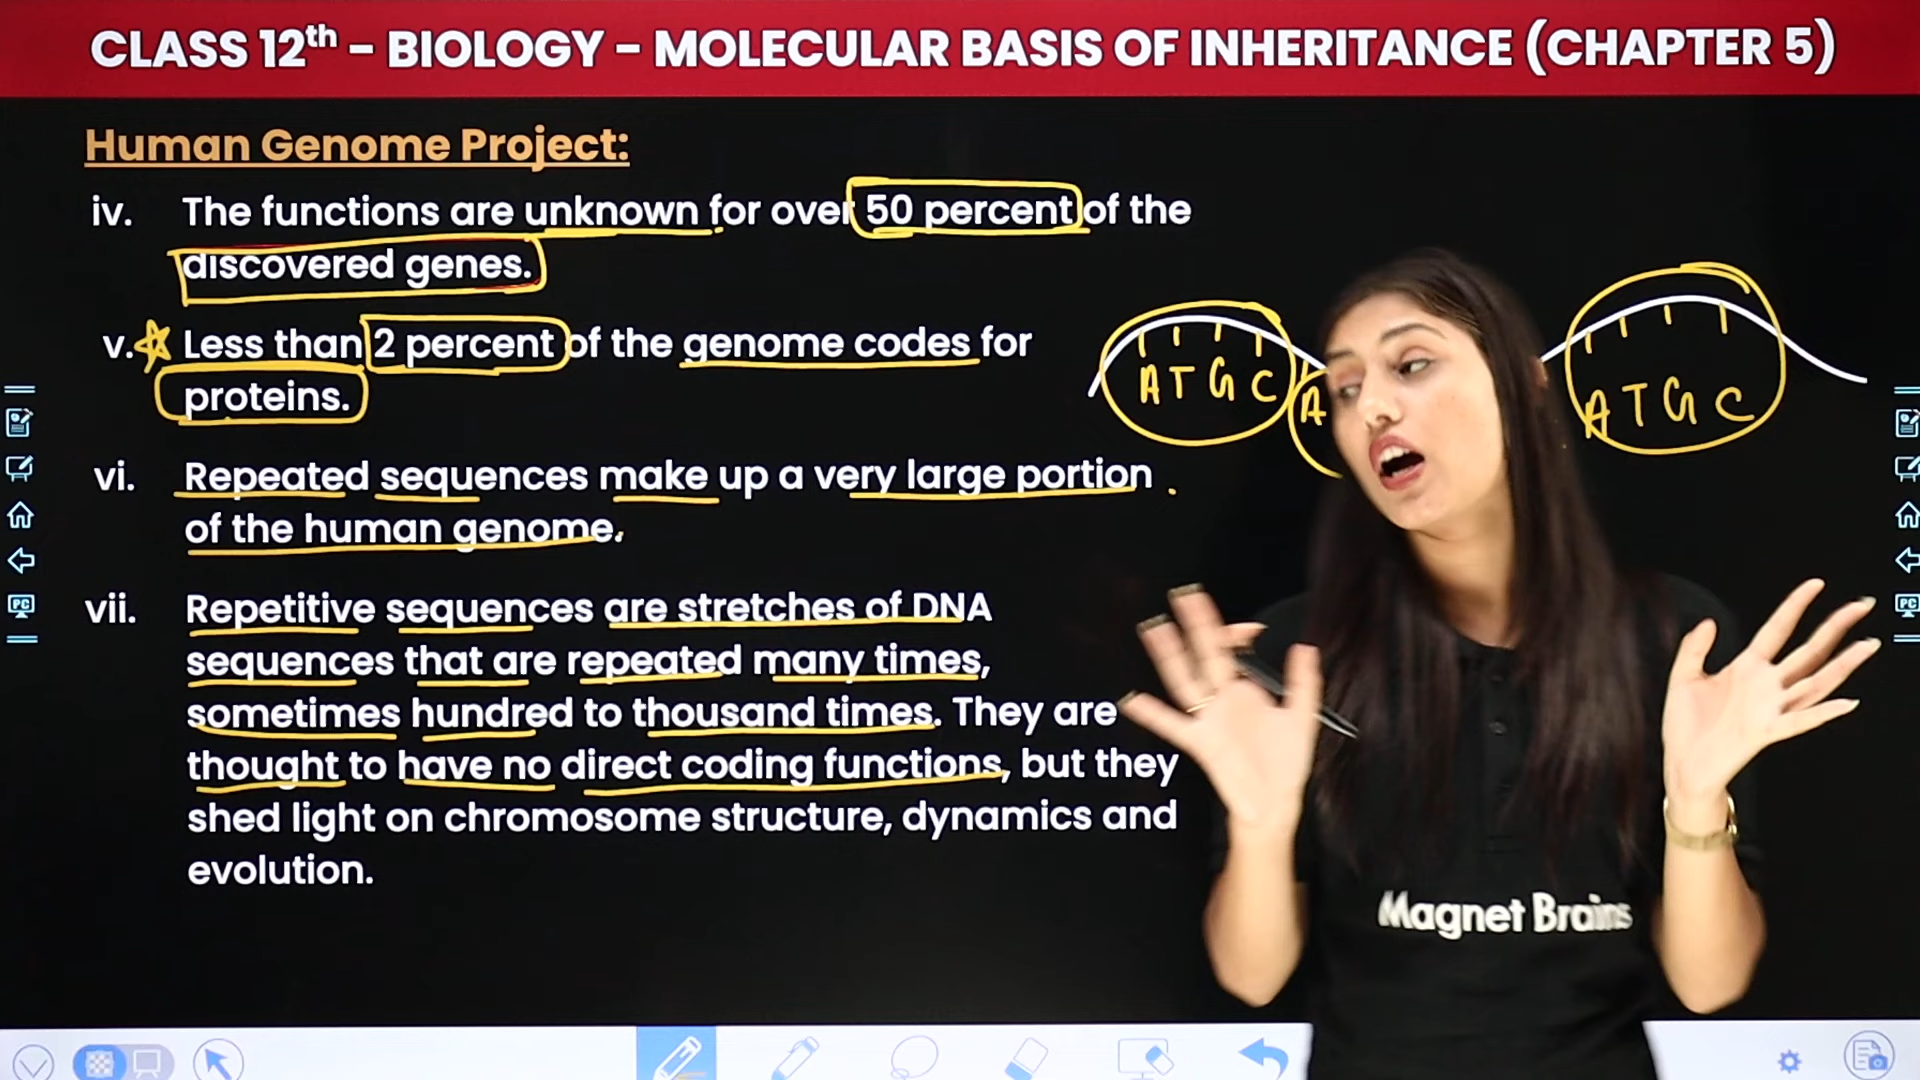 CLASS 12th – BIOLOGY – MOLECULAR BASIS OF INHERITANCE (CHAPTER 5)
Human Genome Project:
iv. The functions are unknown for over 50 percent of the
discovered genes.
v. Less than 2 percent of the genome codes for
proteins.
vi. Repeated sequences make up a very large portion
of the human genome.
vii. Repetitive sequences are stretches of DNA
sequences that are repeated many times,
sometimes hundred to thousand times. They are
thought to have no direct coding functions, but they
shed light on chromosome structure, dynamics and
evolution.
A T G C
A
A T G C
Magnet Brains
PC
PC